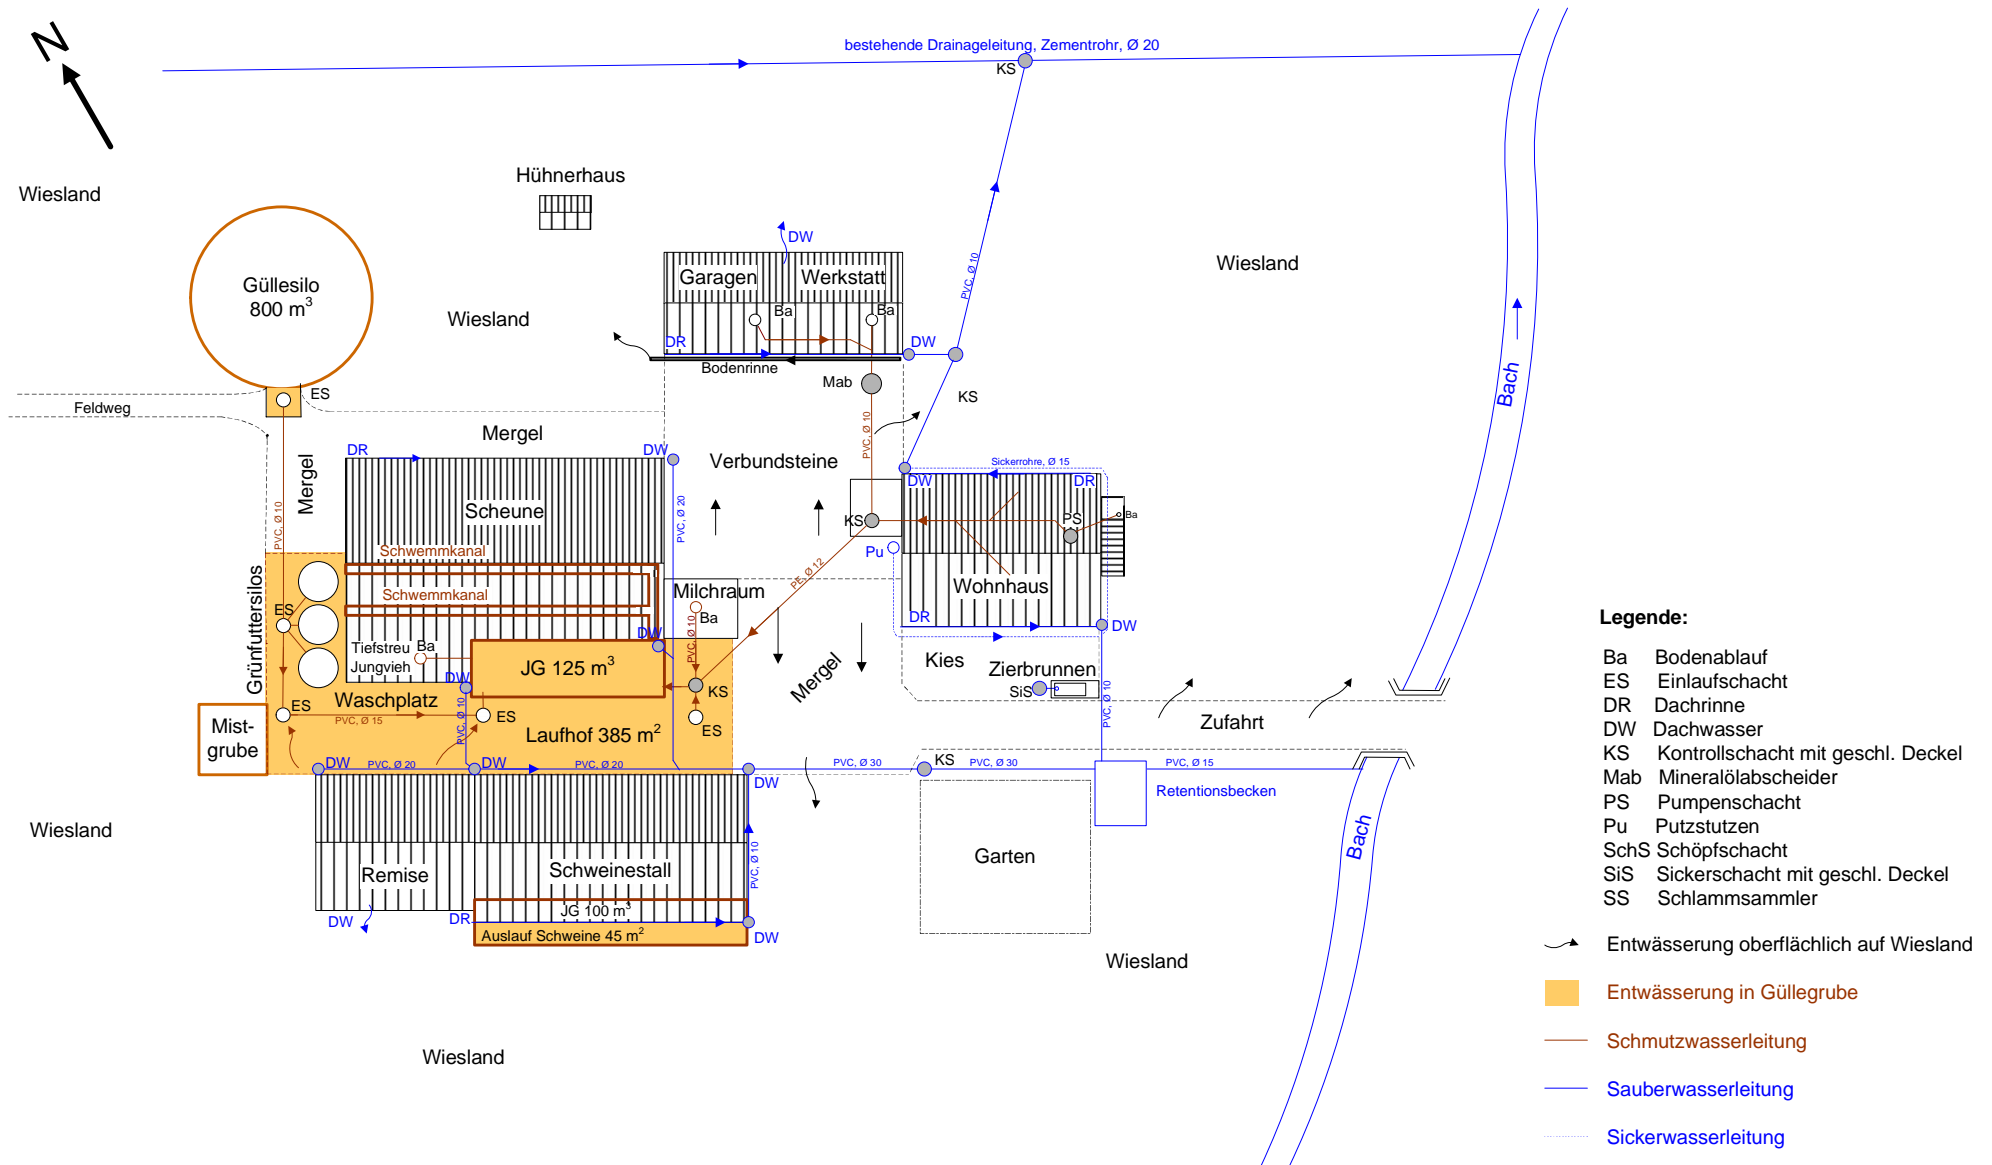 N
bestehende Drainageleitung, Zementrohr, Ø 20
KS
Wiesland
Hühnerhaus
DW
PVC, Ø 10
Wiesland
Güllesilo
800 m³
Garagen
Werkstatt
Wiesland
Ba
Ba
DR
DW
Bodenrinne
Mab
KS
ES
Feldweg
Bach
Mergel
Mergel
DR
DW
Verbundsteine
PVC, Ø 10
Sickerrohre, Ø 15
DW
DR
PVC, Ø 10
Scheune
PVC, Ø 20
KS
PS
Ba
Pu
Schwemmkanal
Schwemmkanal
PE, Ø 12
Milchraum
Wohnhaus
Grünfuttersilos
ES
Ba
PVC, Ø 10
DR
DW
DW
Tiefstreu
Jungvieh
Ba
JG 125 m³
Mergel
Kies
Zierbrunnen
SiS
DW
Waschplatz
KS
ES
PVC, Ø 15
PVC, Ø 10
ES
ES
Laufhof 385 m²
PVC, Ø 10
Zufahrt
Mist-
grube
DW
PVC, Ø 20
DW
PVC, Ø 20
DW
PVC, Ø 30
KS
PVC, Ø 30
PVC, Ø 15
Retentionsbecken
Wiesland
Bach
Remise
Schweinestall
PVC, Ø 10
Garten
DW
DR
JG 100 m³
Auslauf Schweine 45 m²
DW
Wiesland
Wiesland
Legende:
Ba Bodenablauf
ES Einlaufschacht
DR Dachrinne
DW Dachwasser
KS Kontrollschacht mit geschl. Deckel
Mab Mineralölabscheider
PS Pumpenschacht
Pu Putzstutzen
SchS Schöpfschacht
SiS Sickerschacht mit geschl. Deckel
SS Schlammsammler
Entwässerung oberflächlich auf Wiesland
Entwässerung in Güllegrube
Schmutzwasserleitung
Sauberwasserleitung
Sickerwasserleitung